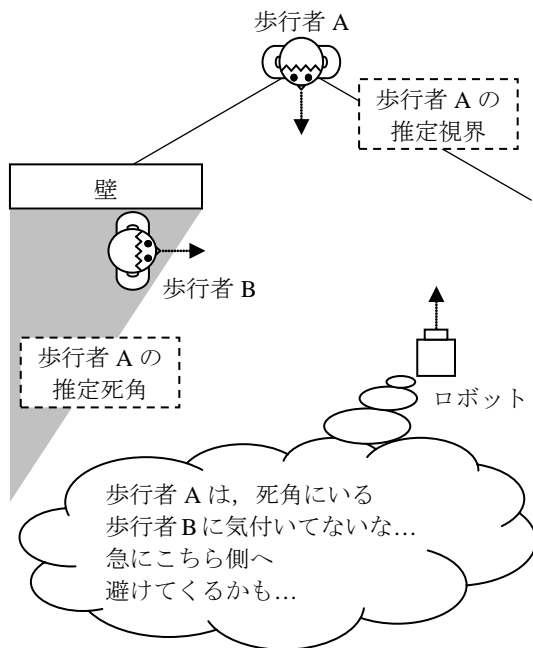 歩行者 A
歩行者 A の
推定視界
壁
歩行者 B
歩行者 A の
推定死角
ロボット
歩行者 A は，死角にいる
歩行者 B に気付いてないな…
急にこちら側へ
避けてくるかも…